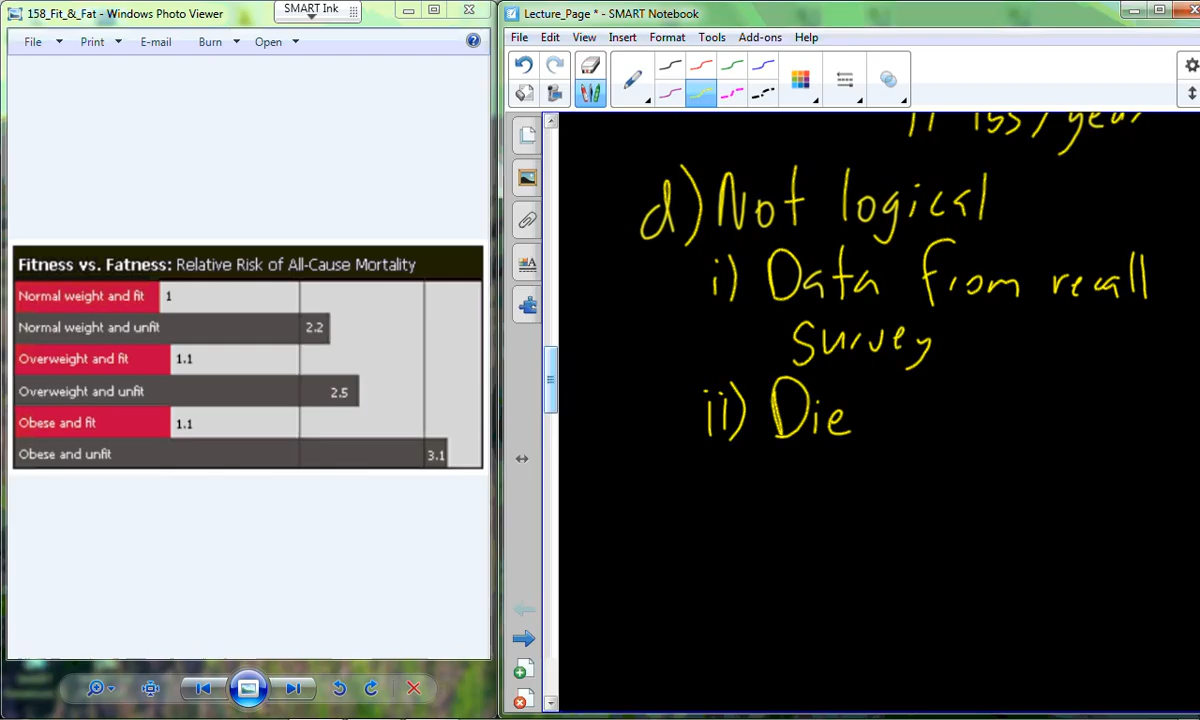 158_Fit_&_Fat - Windows Photo Viewer
SMART Ink
File Print E-mail Burn Open
Fitness vs. Fatness: Relative Risk of All-Cause Mortality
Normal weight and fit 1
Normal weight and unfit 2.2
Overweight and fit 1.1
Overweight and unfit 2.5
Obese and fit 1.1
Obese and unfit 3.1
Lecture_Page * - SMART Notebook
File Edit View Insert Format Tools Add-ons Help
lbs/year
d) Not logical
i) Data from recall
survey
ii) Die